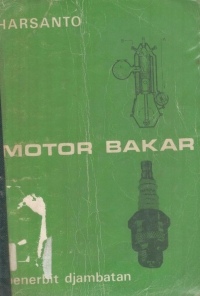 HARSANTO
MOTOR BAKAR
penerbit djambatan